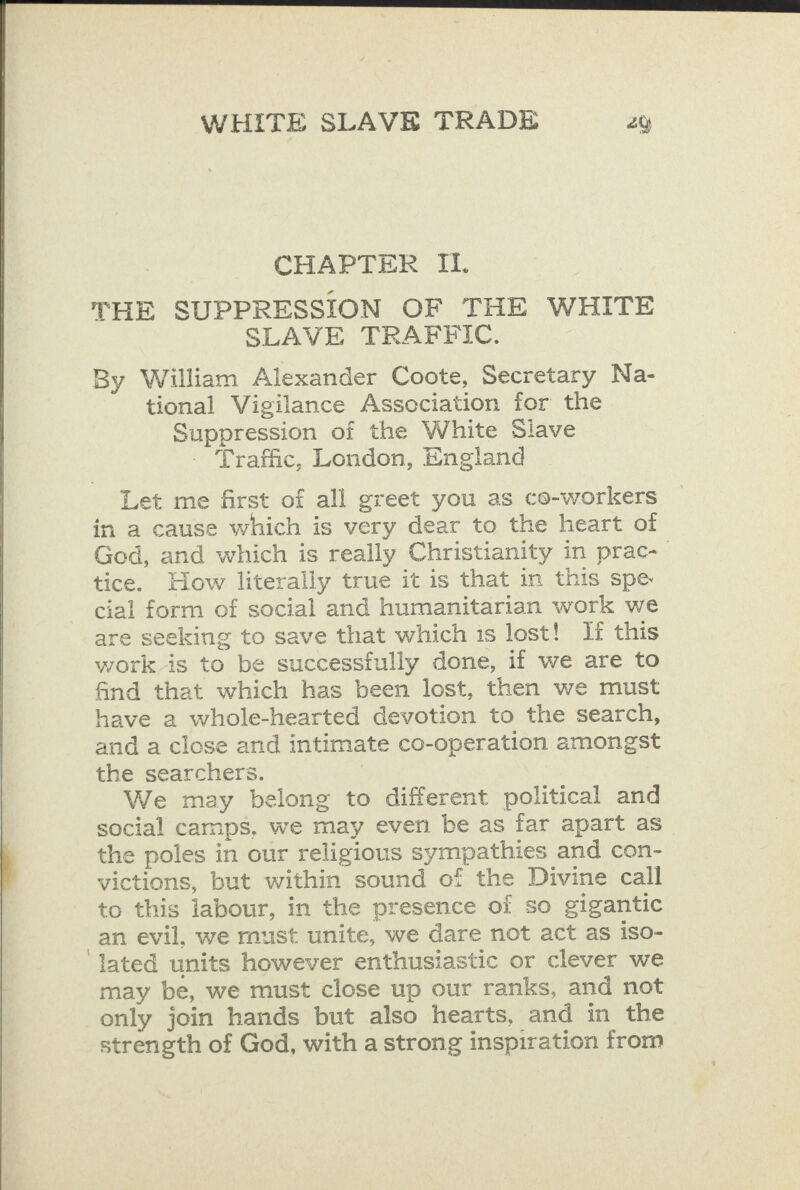 WHITE SLAVE TRADE 29
CHAPTER II.
THE SUPPRESSION OF THE WHITE
SLAVE TRAFFIC.
By William Alexander Coote, Secretary Na-
tional Vigilance Association for the
Suppression of the White Slave
Traffic, London, England
Let me first of all greet you as co-workers
in a cause which is very dear to the heart of
God, and which is really Christianity in prac-
tice. How literally true it is that in this spe-
cial form of social and humanitarian work we
are seeking to save that which is lost! If this
work is to be successfully done, if we are to
find that which has been lost, then we must
have a whole-hearted devotion to the search,
and a close and intimate co-operation amongst
the searchers.
We may belong to different political and
social camps, we may even be as far apart as
the poles in our religious sympathies and con-
victions, but within sound of the Divine call
to this labour, in the presence of so gigantic
an evil, we must unite, we dare not act as iso-
lated units however enthusiastic or clever we
may be, we must close up our ranks, and not
only join hands but also hearts, and in the
strength of God, with a strong inspiration from